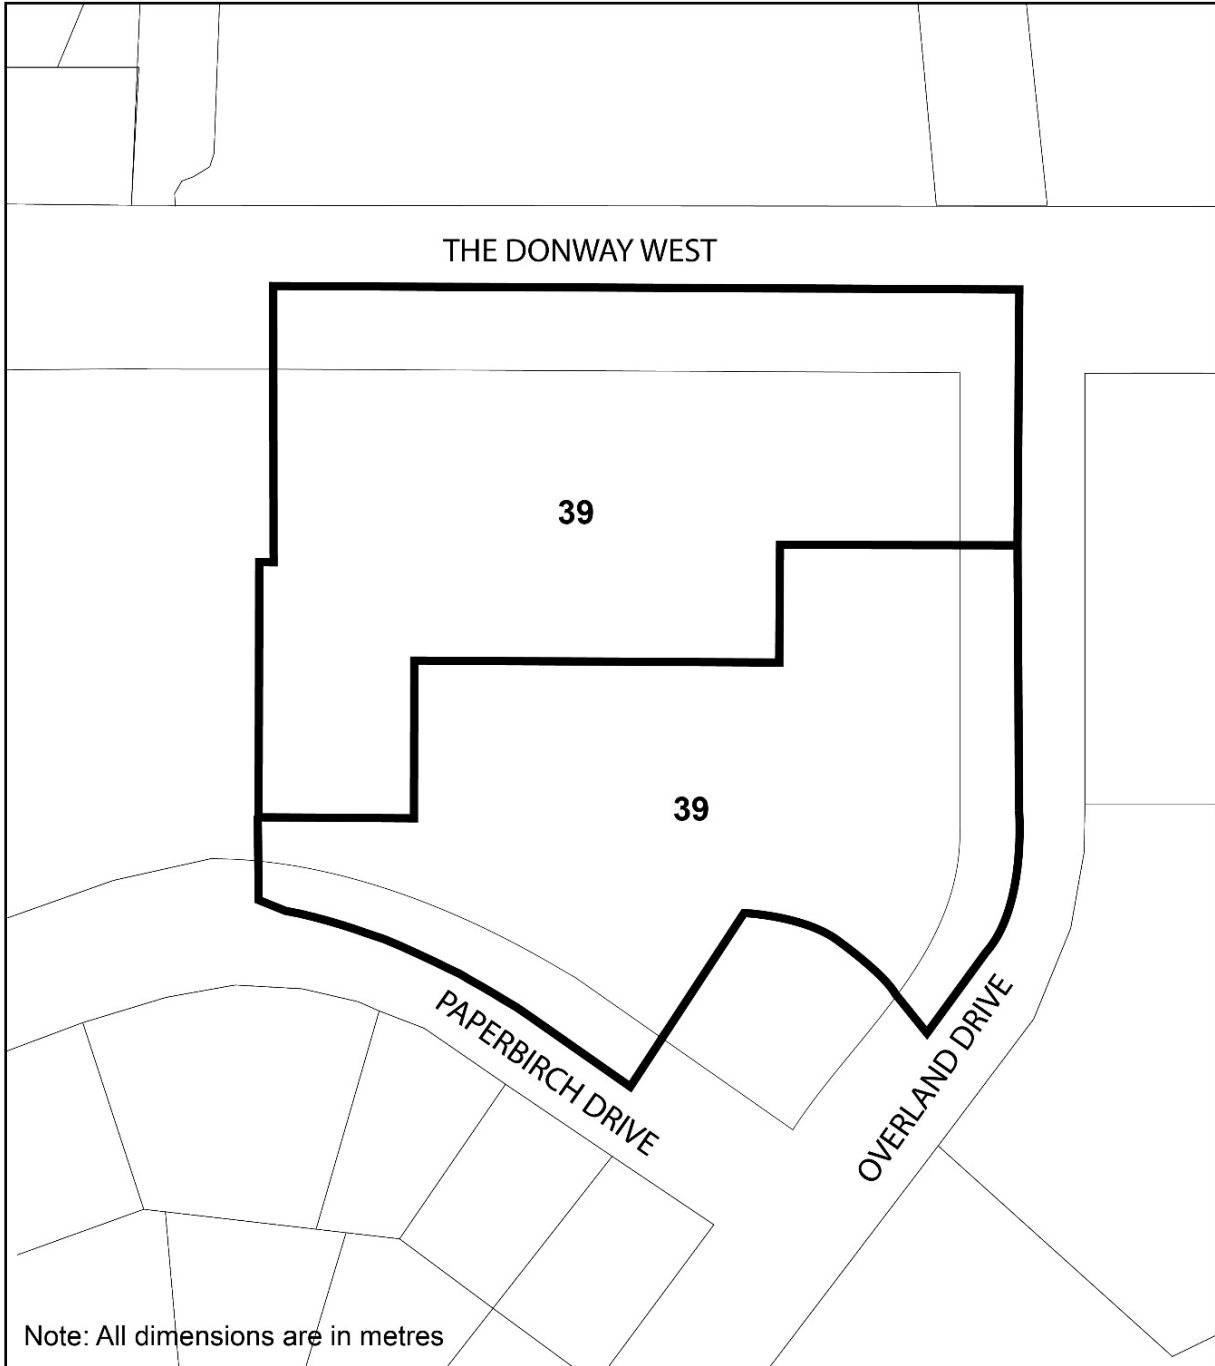 THE DONWAY WEST
39
39
PAPERBIRCH DRIVE
OVERLAND DRIVE
Note: All dimensions are in metres